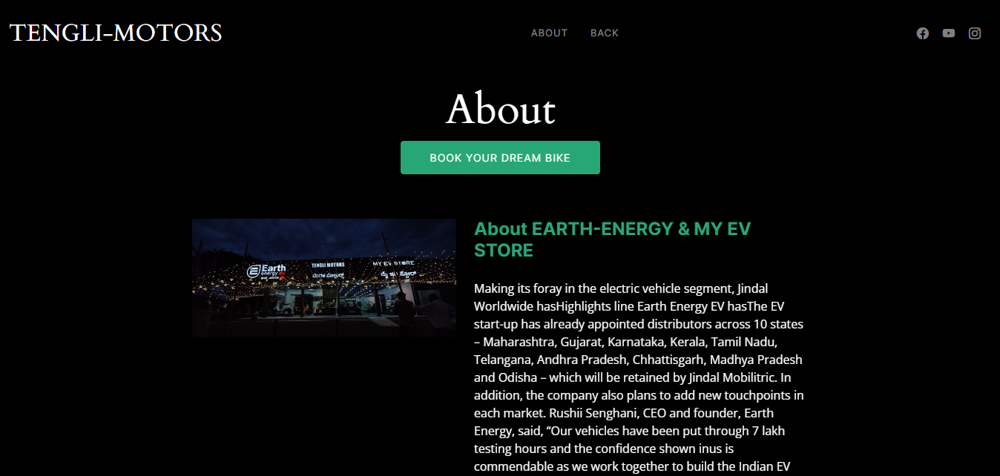 TENGLI-MOTORS
ABOUT BACK
About
BOOK YOUR DREAM BIKE
Earth
energy EV
TENGLI MOTORS
MY EV STORE
About EARTH-ENERGY & MY EV
STORE
Making its foray in the electric vehicle segment, Jindal
Worldwide hasHighlights line Earth Energy EV hasThe EV
start-up has already appointed distributors across 10 states
– Maharashtra, Gujarat, Karnataka, Kerala, Tamil Nadu,
Telangana, Andhra Pradesh, Chhattisgarh, Madhya Pradesh
and Odisha – which will be retained by Jindal Mobilitric. In
addition, the company also plans to add new touchpoints in
each market. Rushii Senghani, CEO and founder, Earth
Energy, said, “Our vehicles have been put through 7 lakh
testing hours and the confidence shown inus is
commendable as we work together to build the Indian EV